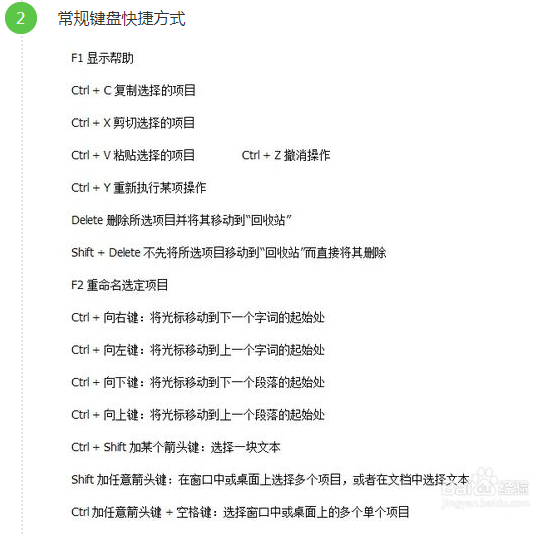 2 常规键盘快捷方式
F1 显示帮助
Ctrl + C 复制选择的项目
Ctrl + X 剪切选择的项目
Ctrl + V 粘贴选择的项目 Ctrl + Z 撤消操作
Ctrl + Y 重新执行某项操作
Delete 删除所选项目并将其移动到“回收站”
Shift + Delete 不先将所选项目移动到“回收站”而直接将其删除
F2 重命名选定项目
Ctrl + 向右键：将光标移动到下一个字词的起始处
Ctrl + 向左键：将光标移动到上一个字词的起始处
Ctrl + 向下键：将光标移动到下一个段落的起始处
Ctrl + 向上键：将光标移动到上一个段落的起始处
Ctrl + Shift 加某个箭头键：选择一块文本
Shift 加任意箭头键：在窗口中或桌面上选择多个项目，或者在文档中选择文本
Baidu 经验
jingyan.baidu.com
Ctrl 加任意箭头键 + 空格键：选择窗口中或桌面上的多个单个项目